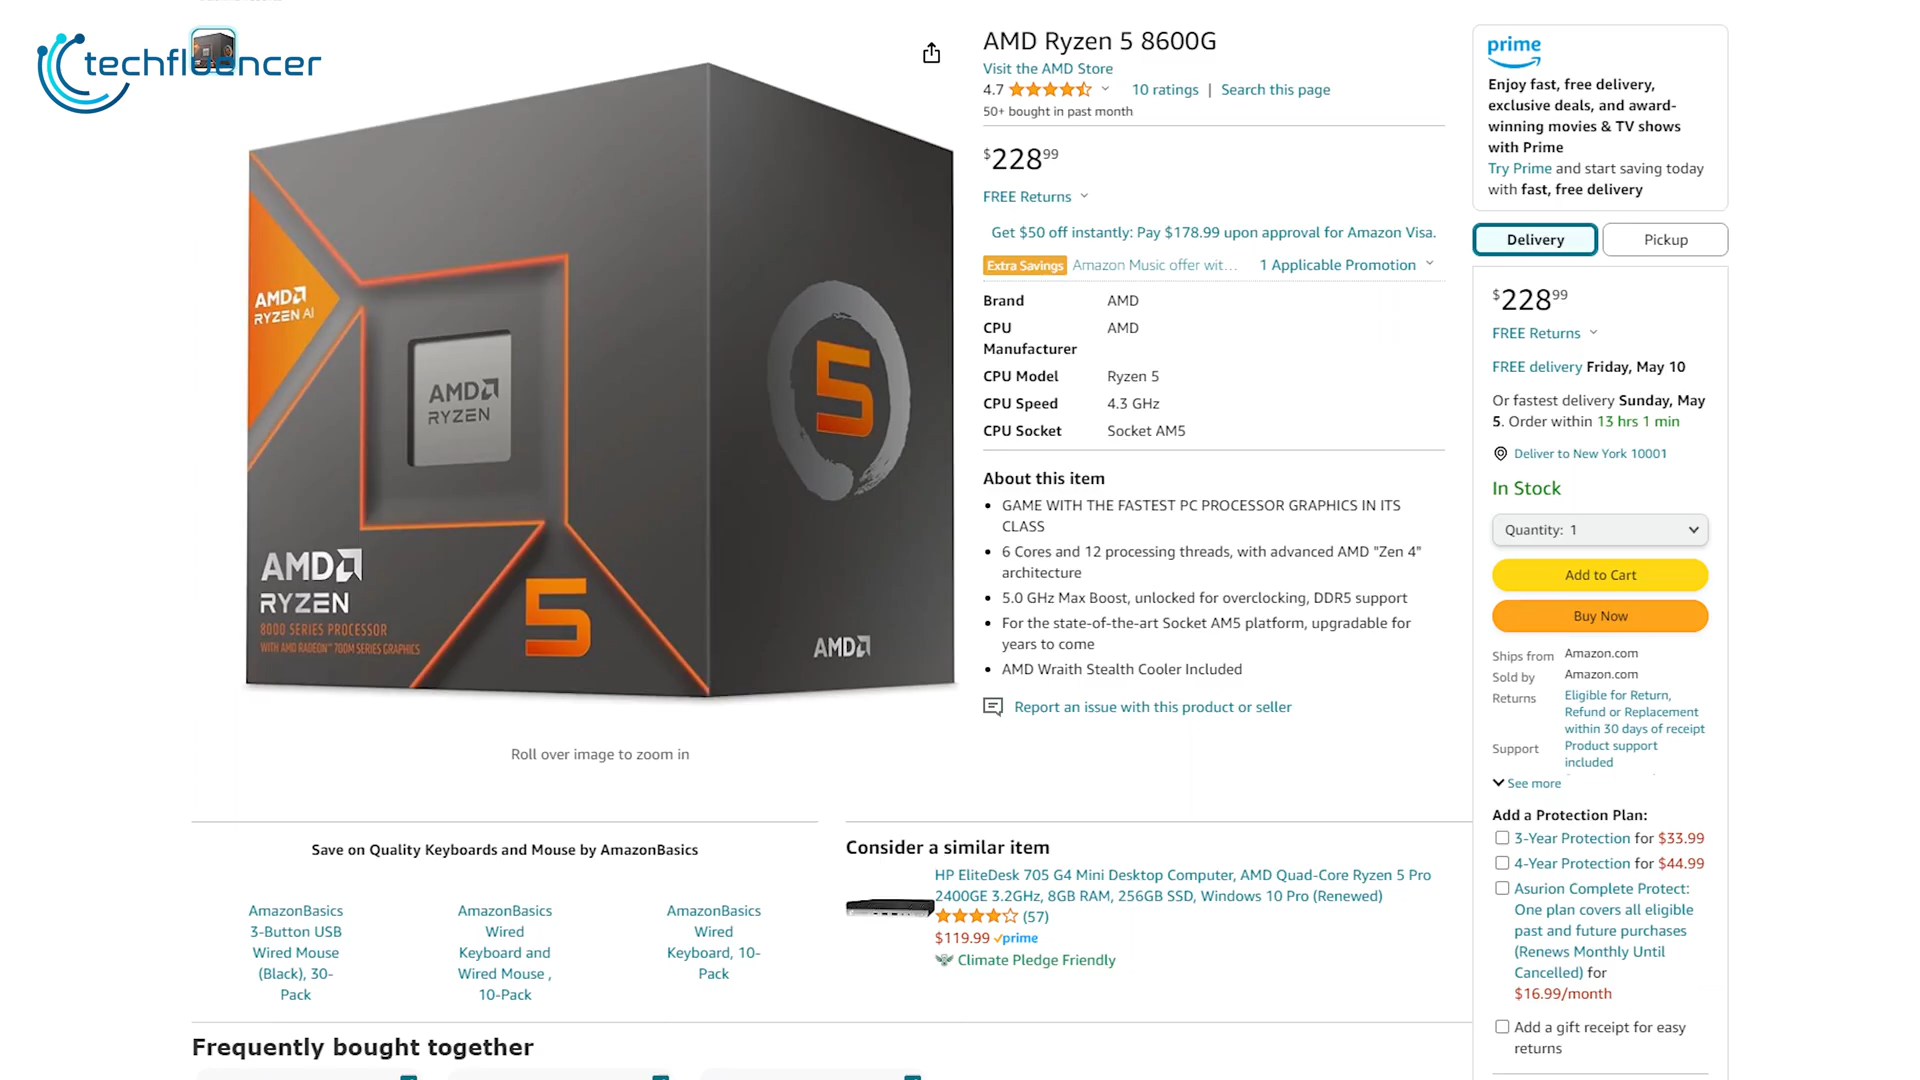 techfluencer
AMD
RYZEN AI
AMD
RYZEN
5
AMD
RYZEN
8000 SERIES PROCESSOR
WITH AMD RADEON™ 700M SERIES GRAPHICS
5
AMD
Roll over image to zoom in
AMD Ryzen 5 8600G
Visit the AMD Store
4.7 10 ratings | Search this page
50+ bought in past month
$228 99
FREE Returns
Get $50 off instantly: Pay $178.99 upon approval for Amazon Visa.
Extra Savings Amazon Music offer wit... 1 Applicable Promotion
Brand AMD
CPU AMD
Manufacturer
CPU Model Ryzen 5
CPU Speed 4.3 GHz
CPU Socket Socket AM5
About this item
GAME WITH THE FASTEST PC PROCESSOR GRAPHICS IN ITS
CLASS
6 Cores and 12 processing threads, with advanced AMD "Zen 4"
architecture
5.0 GHz Max Boost, unlocked for overclocking, DDR5 support
For the state-of-the-art Socket AM5 platform, upgradable for
years to come
AMD Wraith Stealth Cooler Included
Report an issue with this product or seller
prime
Enjoy fast, free delivery,
exclusive deals, and award-
winning movies & TV shows
with Prime
Try Prime and start saving today
with fast, free delivery
Delivery Pickup
$228 99
FREE Returns
FREE delivery Friday, May 10
Or fastest delivery Sunday, May
5. Order within 13 hrs 1 min
Deliver to New York 10001
In Stock
Quantity: 1
Add to Cart
Buy Now
Ships from Amazon.com
Sold by Amazon.com
Returns Eligible for Return,
Refund or Replacement
within 30 days of receipt
Support Product support
included
See more
Add a Protection Plan:
3-Year Protection for $33.99
4-Year Protection for $44.99
Asurion Complete Protect:
One plan covers all eligible
past and future purchases
(Renews Monthly Until
Cancelled) for
$16.99/month
Add a gift receipt for easy
returns
Save on Quality Keyboards and Mouse by AmazonBasics
AmazonBasics
3-Button USB
Wired Mouse
(Black), 30-
Pack
AmazonBasics
Wired
Keyboard and
Wired Mouse ,
10-Pack
AmazonBasics
Wired
Keyboard, 10-
Pack
Consider a similar item
HP EliteDesk 705 G4 Mini Desktop Computer, AMD Quad-Core Ryzen 5 Pro
2400GE 3.2GHz, 8GB RAM, 256GB SSD, Windows 10 Pro (Renewed)
(57)
$119.99 prime
Climate Pledge Friendly
Frequently bought together